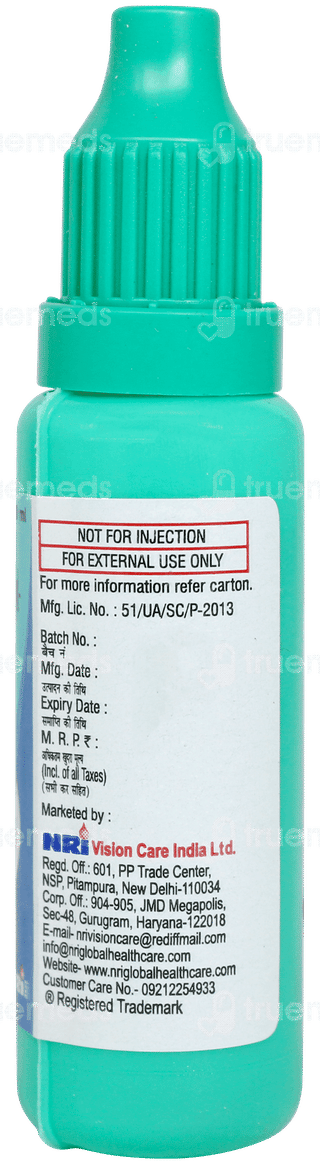 NOT FOR INJECTION
FOR EXTERNAL USE ONLY
For more information refer carton.
Mfg. Lic. No. : 51/UA/SC/P-2013
Batch No. :
बैच नं
Mfg. Date :
उत्पादन की तिथि
Expiry Date :
समाप्ति की तिथि
M. R. P. ₹ :
अधिकतम खुदरा मूल्य
(Incl. of all Taxes)
(सभी कर सहित)
Marketed by :
NRI Vision Care India Ltd.
Regd. Off.: 601, PP Trade Center,
NSP, Pitampura, New Delhi-110034
Corp. Off.: 904-905, JMD Megapolis,
Sec-48, Gurugram, Haryana-122018
E-mail- nrivisioncare@rediffmail.com
info@nriglobalhealthcare.com
Website- www.nriglobalhealthcare.com
Customer Care No.- 09212254933
® Registered Trademark
truemeds